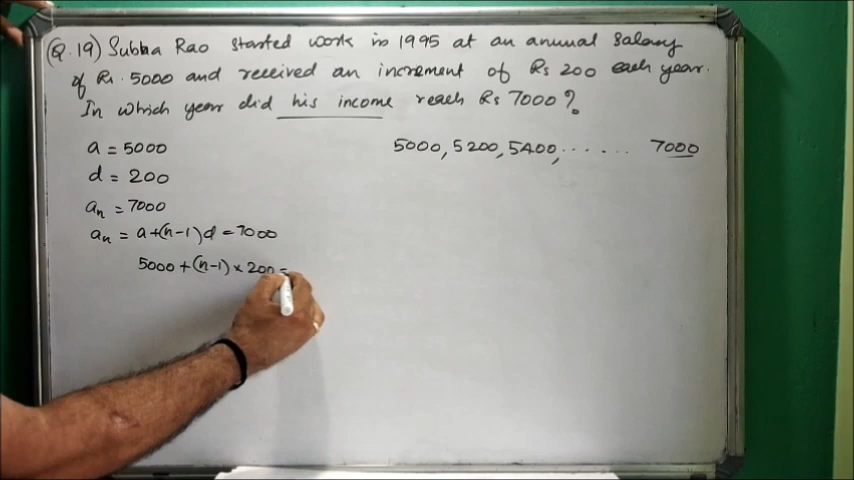 (Q.19) Subba Rao started work in 1995 at an annual salary
of Rs. 5000 and received an increment of Rs 200 each year.
In which year did his income reach Rs 7000?
a = 5000
5000, 5200, 5400, ....... 7000
d = 200
aₙ = 7000
aₙ = a+(n-1)d = 7000
5000 + (n-1) × 200 =